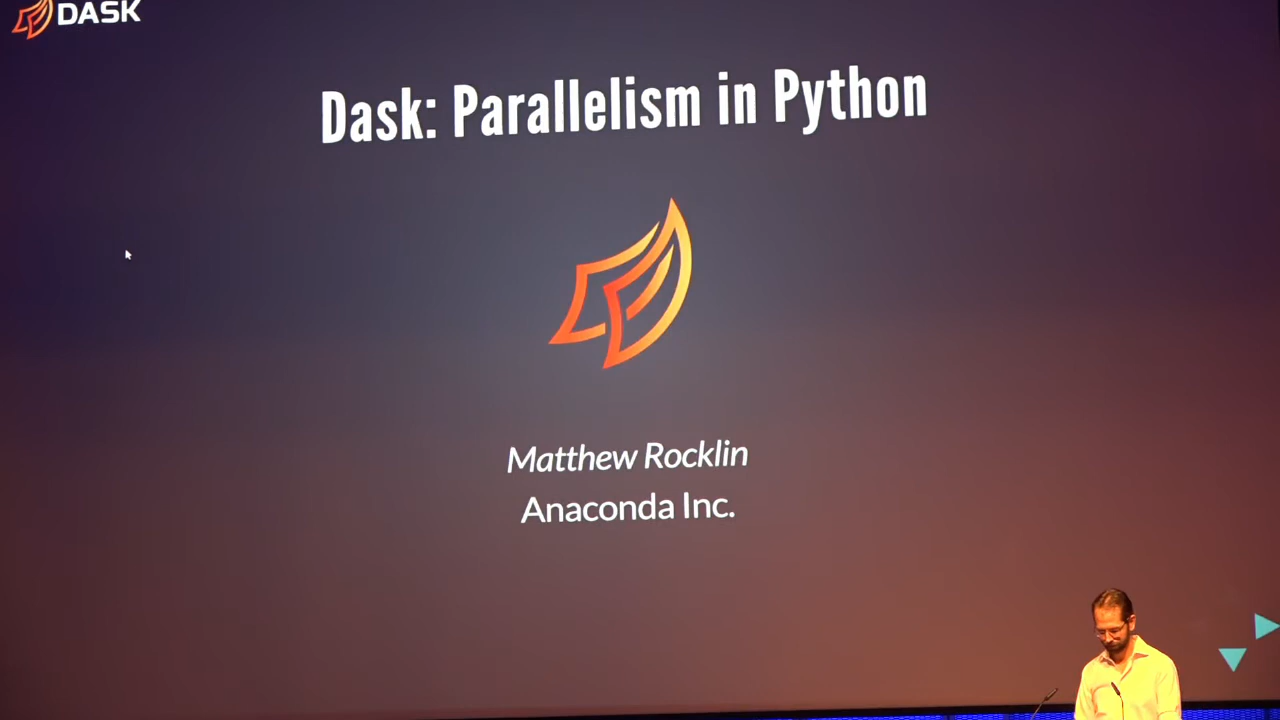 DASK
Dask: Parallelism in Python
Matthew Rocklin
Anaconda Inc.